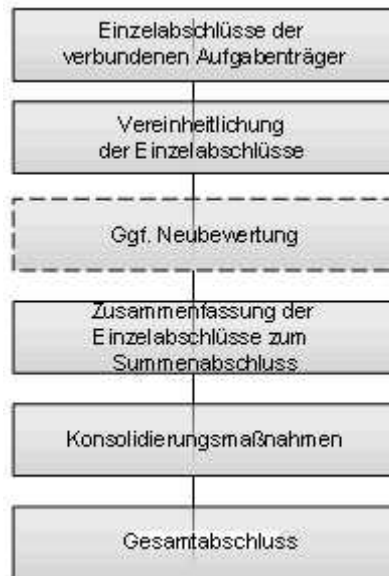 Einzelabschlüsse der
verbundenen Aufgabenträger
Vereinheitlichung
der Einzelabschlüsse
Ggf. Neubewertung
Zusammenfassung der
Einzelabschlüsse zum
Summenabschluss
Konsolidierungsmaßnahmen
Gesamtabschluss